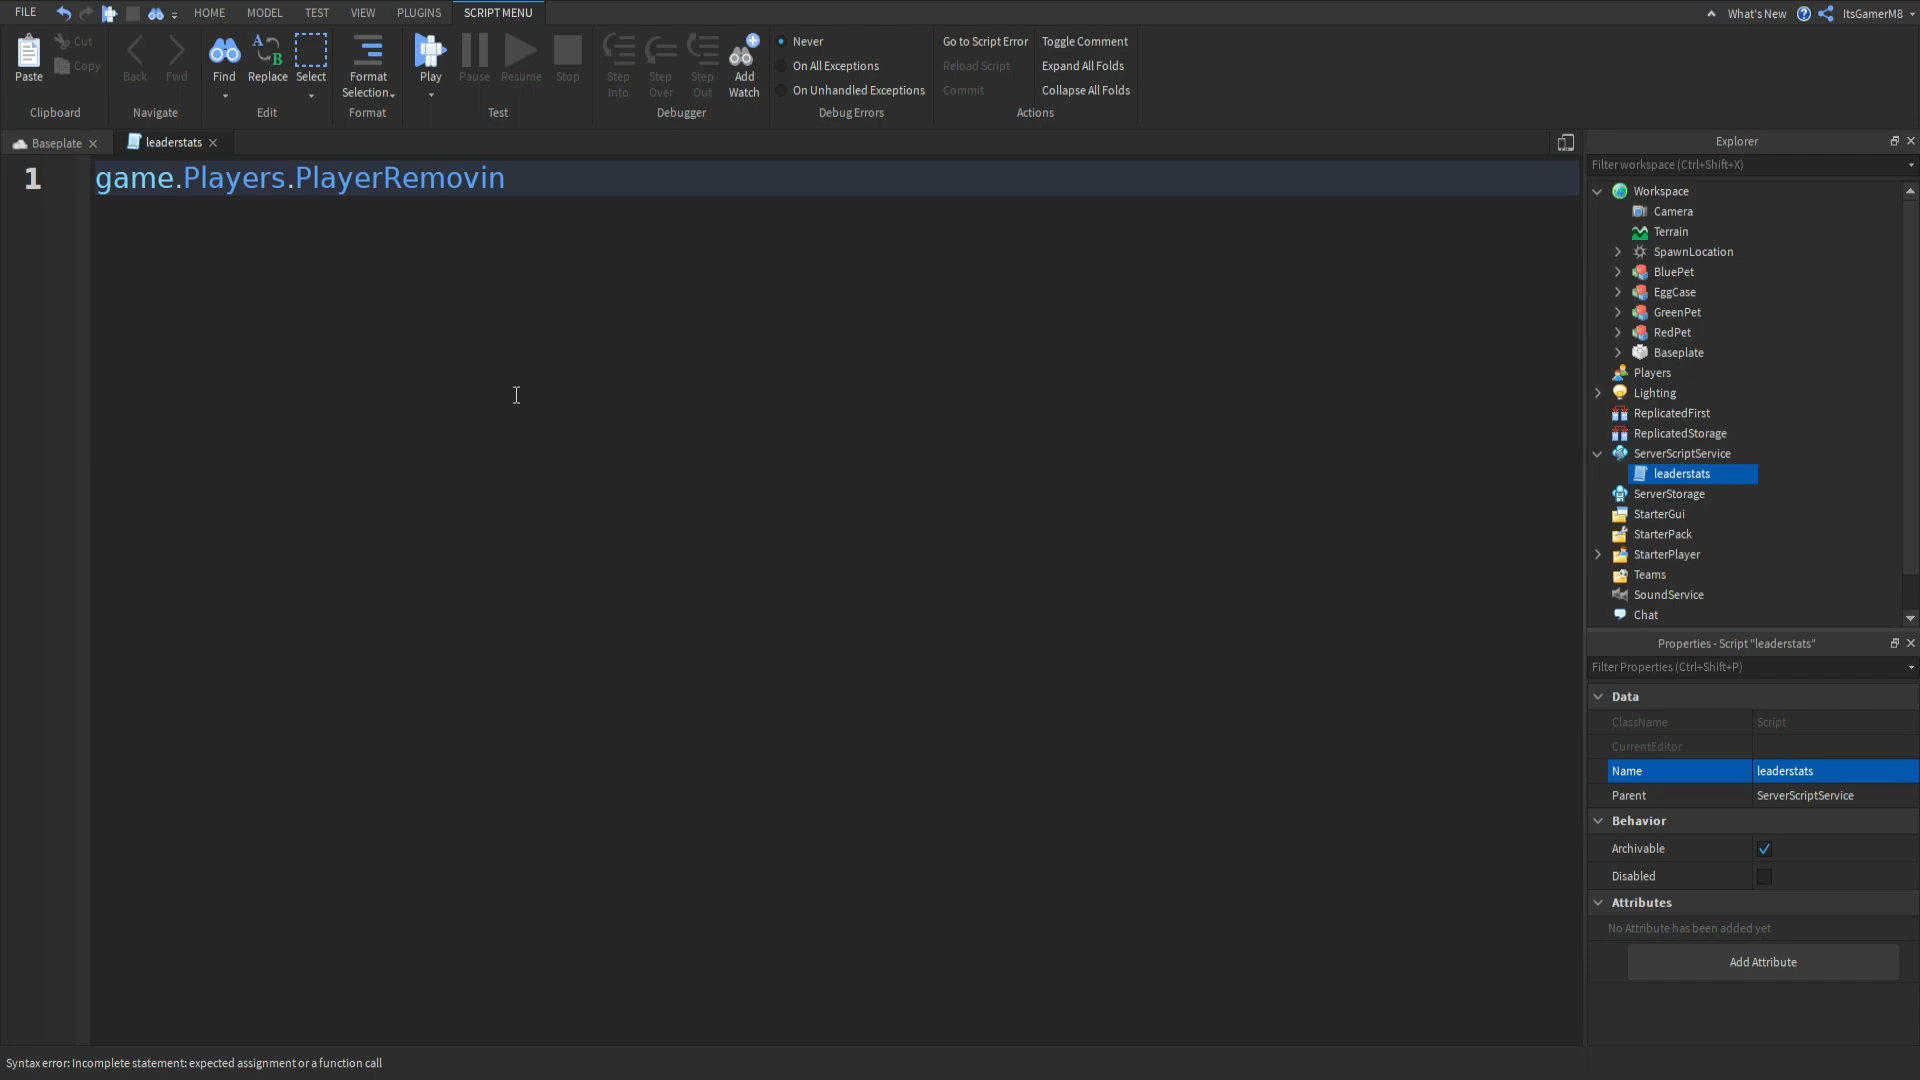 FILE HOME MODEL TEST VIEW PLUGINS SCRIPT MENU What's New ItsGamerM8
Paste Cut Copy
Clipboard
Back Fwd
Navigate
Find Replace Select
Edit
Format Selection
Format
Play Pause Resume Stop
Test
Step Into Step Over Step Out Add Watch
Debugger
Never
On All Exceptions
On Unhandled Exceptions
Debug Errors
Go to Script Error Toggle Comment
Reload Script Expand All Folds
Commit Collapse All Folds
Actions
Baseplate leaderstats
1 game.Players.PlayerRemovin
Explorer
Filter workspace (Ctrl+Shift+X)
Workspace
Camera
Terrain
SpawnLocation
BluePet
EggCase
GreenPet
RedPet
Baseplate
Players
Lighting
ReplicatedFirst
ReplicatedStorage
ServerScriptService
leaderstats
ServerStorage
StarterGui
StarterPack
StarterPlayer
Teams
SoundService
Chat
Properties - Script "leaderstats"
Filter Properties (Ctrl+Shift+P)
Data
ClassName Script
CurrentEditor
Name leaderstats
Parent ServerScriptService
Behavior
Archivable
Disabled
Attributes
No Attribute has been added yet
Add Attribute
Syntax error: Incomplete statement: expected assignment or a function call